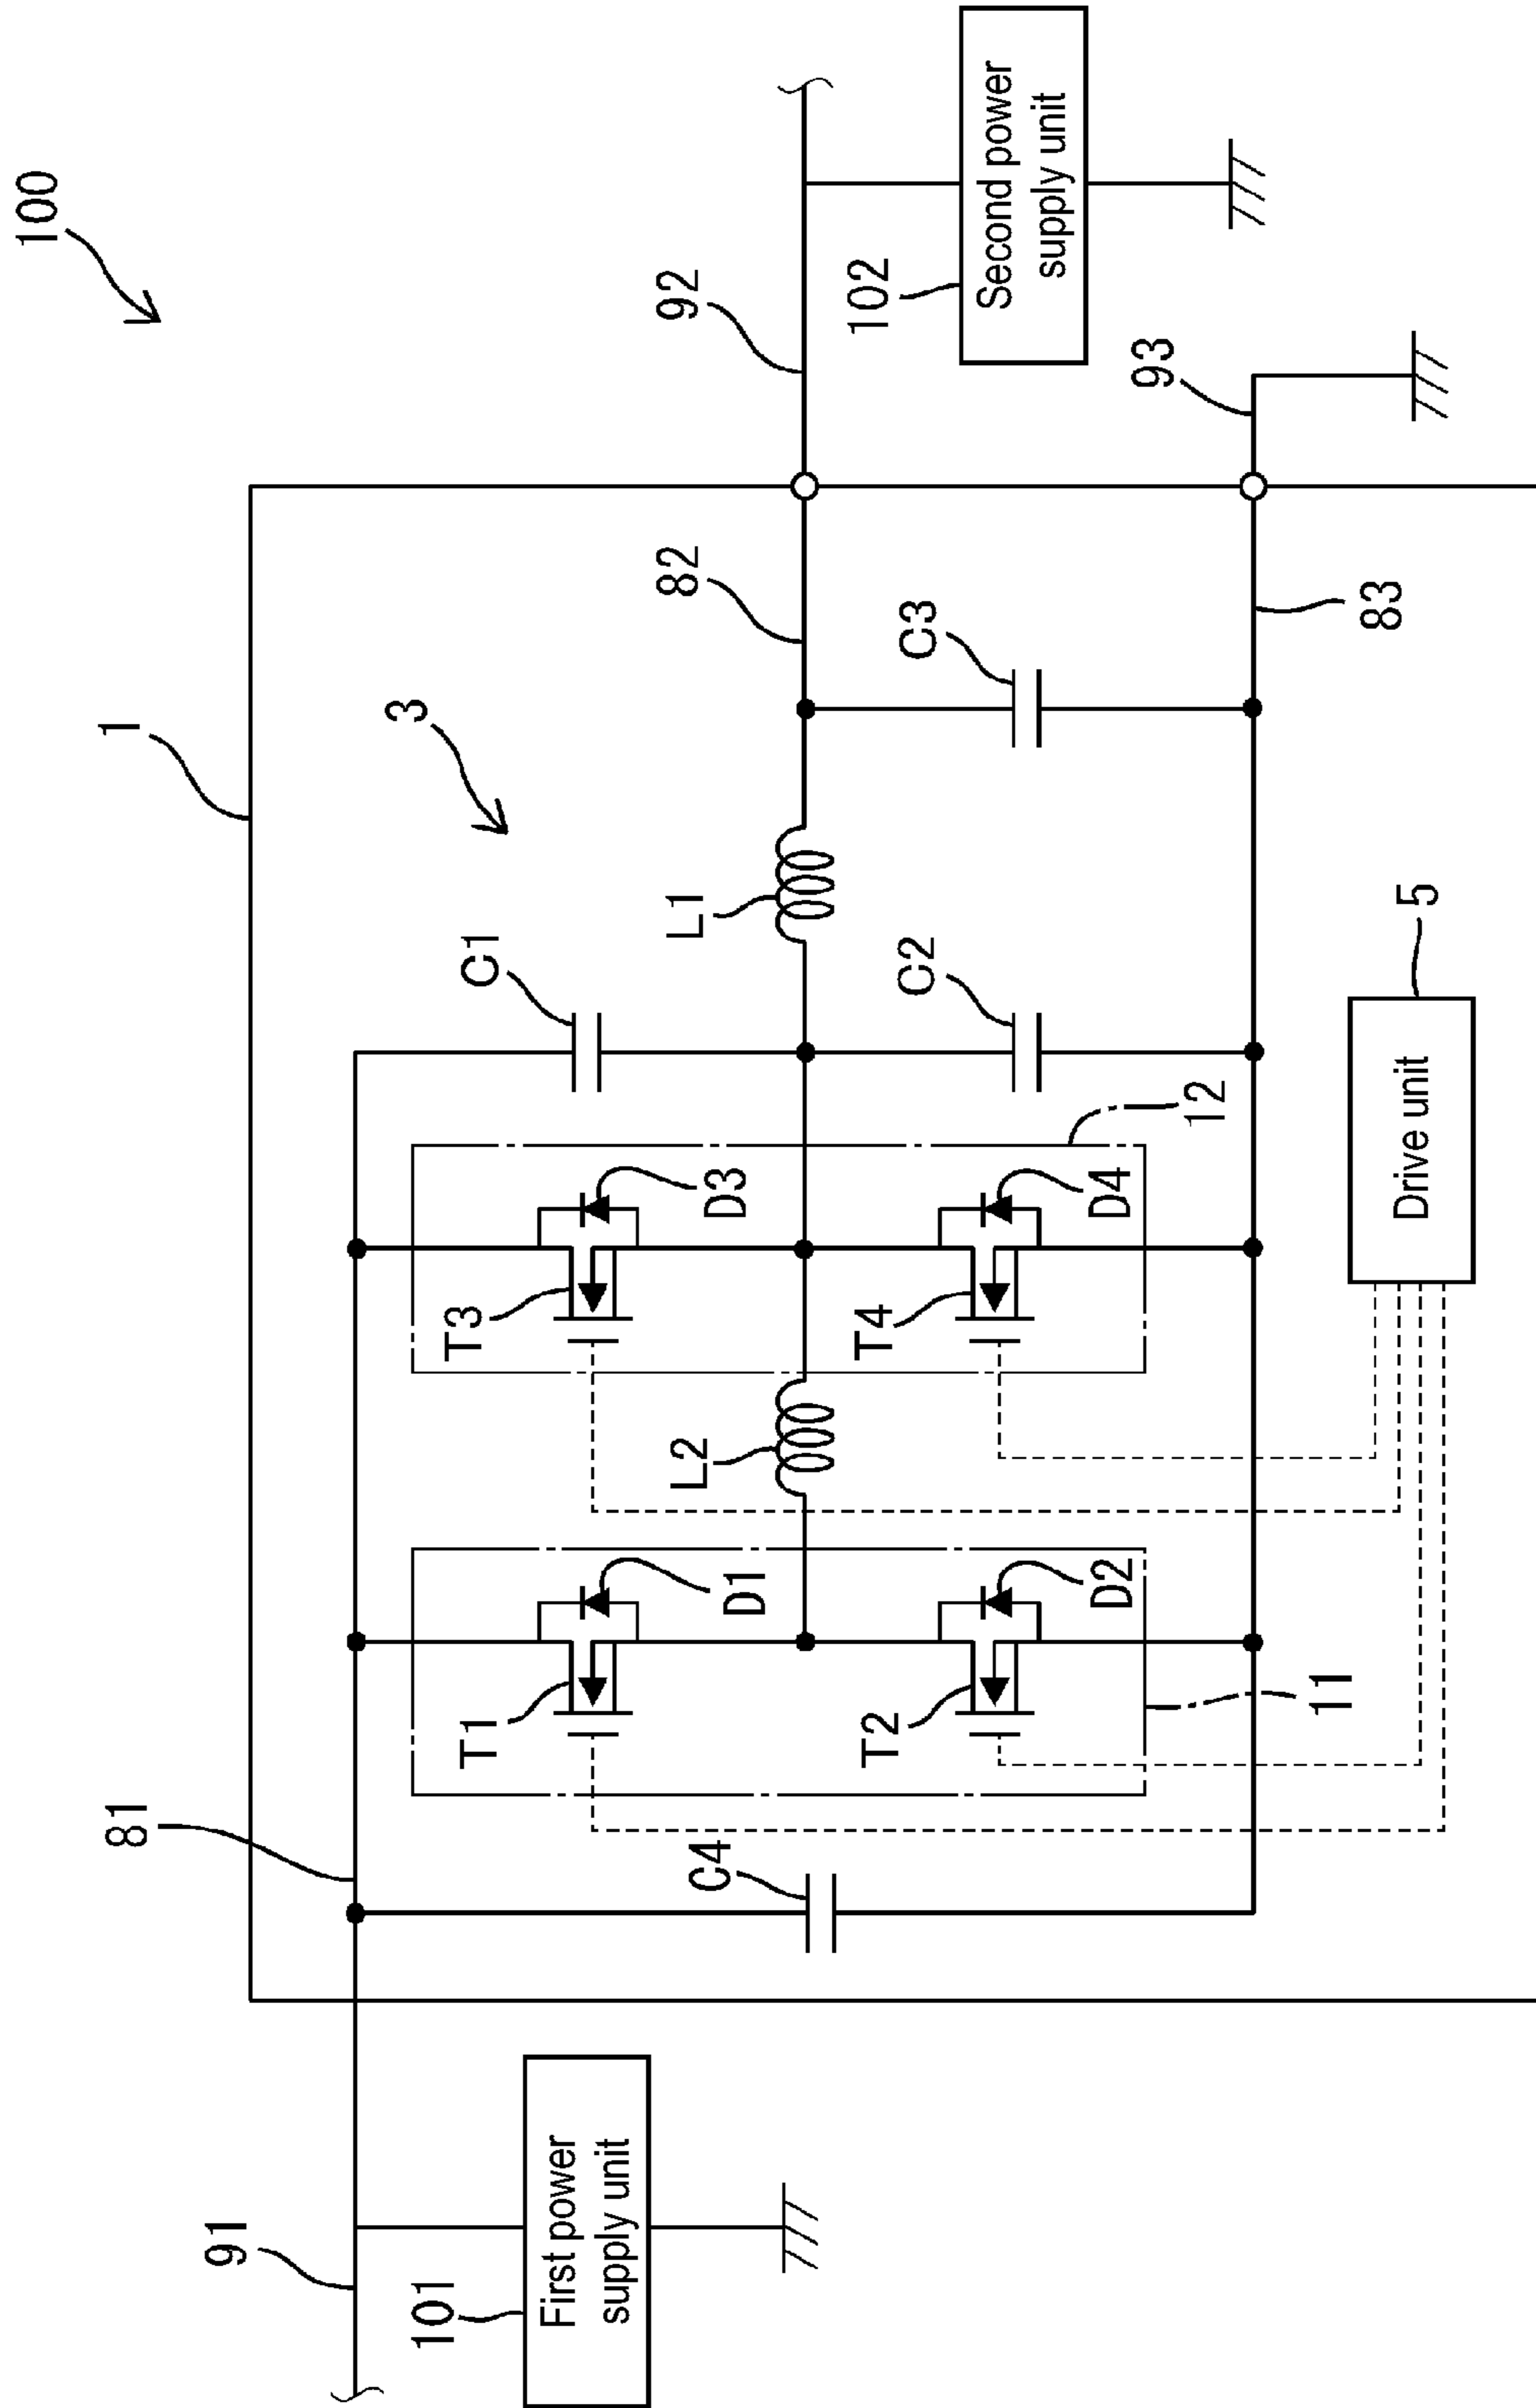 100
1
3
91
81
82
92
101
First power
supply unit
102
Second power
supply unit
C4
T1
D1
T2
D2
11
L2
T3
D3
T4
D4
12
C1
C2
L1
C3
83
93
5
Drive unit